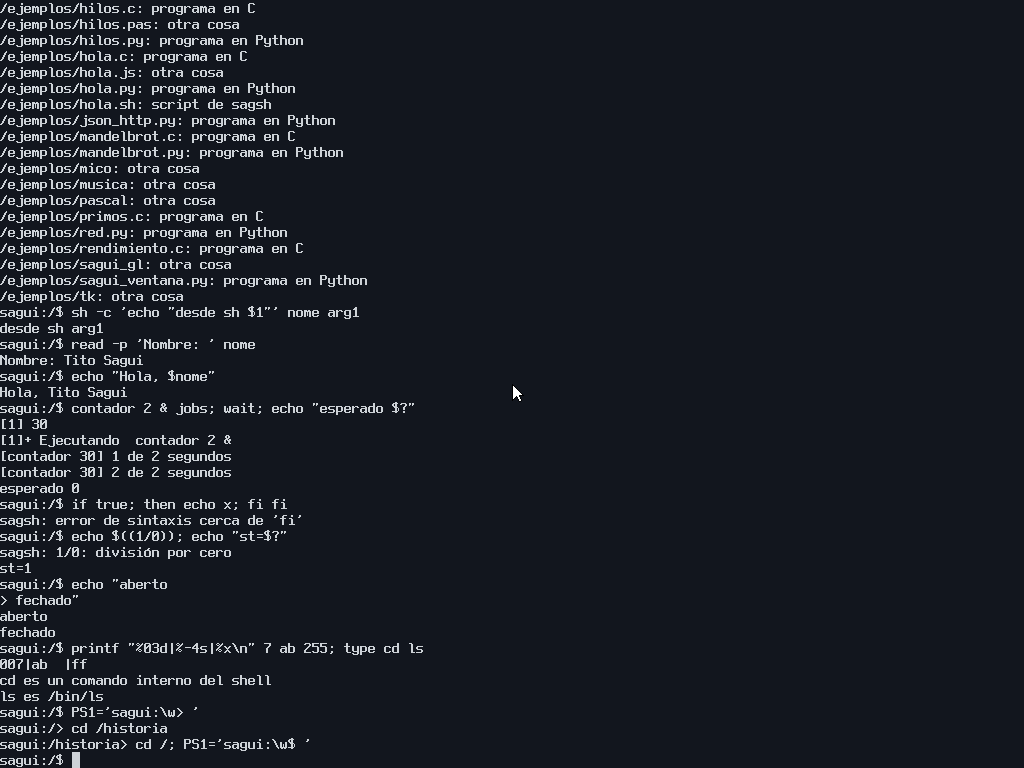 /ejemplos/hilos.c: programa en C
/ejemplos/hilos.pas: otra cosa
/ejemplos/hilos.py: programa en Python
/ejemplos/hola.c: programa en C
/ejemplos/hola.js: otra cosa
/ejemplos/hola.py: programa en Python
/ejemplos/hola.sh: script de sagsh
/ejemplos/json_http.py: programa en Python
/ejemplos/mandelbrot.c: programa en C
/ejemplos/mandelbrot.py: programa en Python
/ejemplos/mico: otra cosa
/ejemplos/musica: otra cosa
/ejemplos/pascal: otra cosa
/ejemplos/primos.c: programa en C
/ejemplos/red.py: programa en Python
/ejemplos/rendimiento.c: programa en C
/ejemplos/sagui_gl: otra cosa
/ejemplos/sagui_ventana.py: programa en Python
/ejemplos/tk: otra cosa
sagui:/$ sh -c 'echo "desde sh $1"' nome arg1
desde sh arg1
sagui:/$ read -p 'Nombre: ' nome
Nombre: Tito Sagui
sagui:/$ echo "Hola, $nome"
Hola, Tito Sagui
sagui:/$ contador 2 & jobs; wait; echo "esperado $?"
[1] 30
[1]+ Ejecutando  contador 2 &
[contador 30] 1 de 2 segundos
[contador 30] 2 de 2 segundos
esperado 0
sagui:/$ if true; then echo x; fi fi
sagsh: error de sintaxis cerca de 'fi'
sagui:/$ echo $((1/0)); echo "st=$?"
sagsh: 1/0: división por cero
st=1
sagui:/$ echo "aberto
> fechado"
aberto
fechado
sagui:/$ printf "%03d|%-4s|%x\n" 7 ab 255; type cd ls
007|ab  |ff
cd es un comando interno del shell
ls es /bin/ls
sagui:/$ PS1='sagui:\w> '
sagui:/> cd /historia
sagui:/historia> cd /; PS1='sagui:\w$ '
sagui:/$